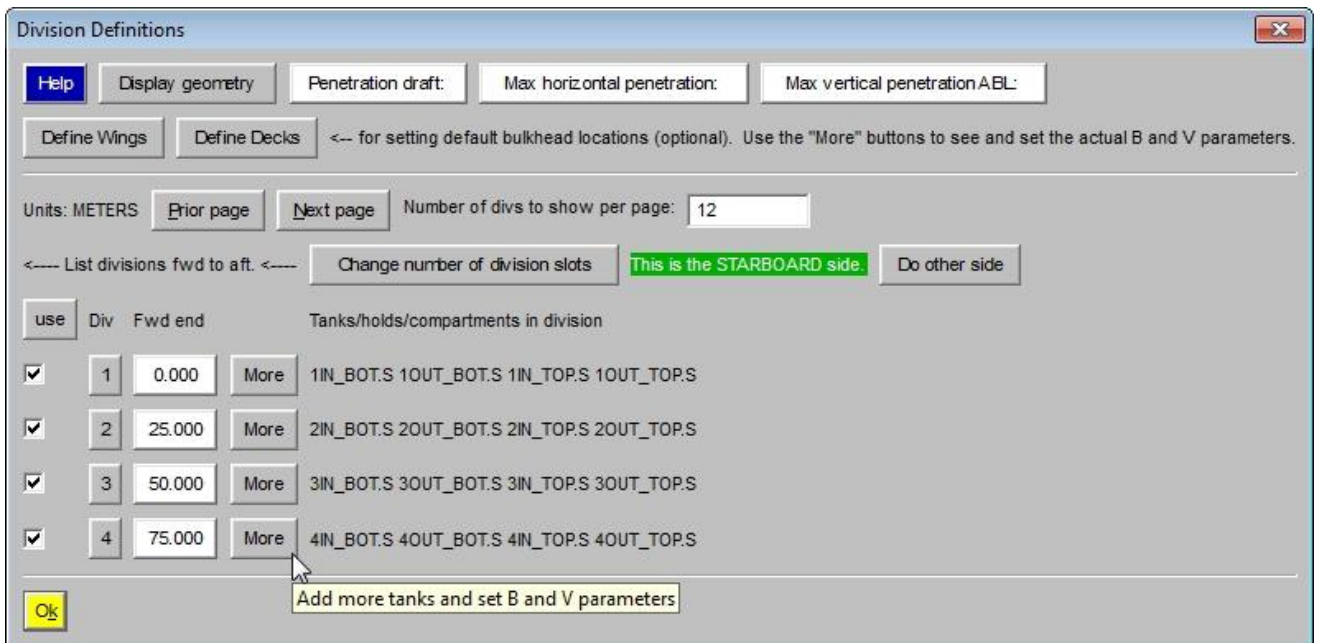 Division Definitions
Help Display geometry Penetration draft: Max horizontal penetration: Max vertical penetration ABL:
Define Wings Define Decks <-- for setting default bulkhead locations (optional). Use the "More" buttons to see and set the actual B and V parameters.
Units: METERS Prior page Next page Number of divs to show per page: 12
<---- List divisions fwd to aft. <---- Change number of division slots This is the STARBOARD side. Do other side
use Div Fwd end Tanks/holds/compartments in division
1 0.000 More 1IN_BOT.S 1OUT_BOT.S 1IN_TOP.S 1OUT_TOP.S
2 25.000 More 2IN_BOT.S 2OUT_BOT.S 2IN_TOP.S 2OUT_TOP.S
3 50.000 More 3IN_BOT.S 3OUT_BOT.S 3IN_TOP.S 3OUT_TOP.S
4 75.000 More 4IN_BOT.S 4OUT_BOT.S 4IN_TOP.S 4OUT_TOP.S
Add more tanks and set B and V parameters
Ok